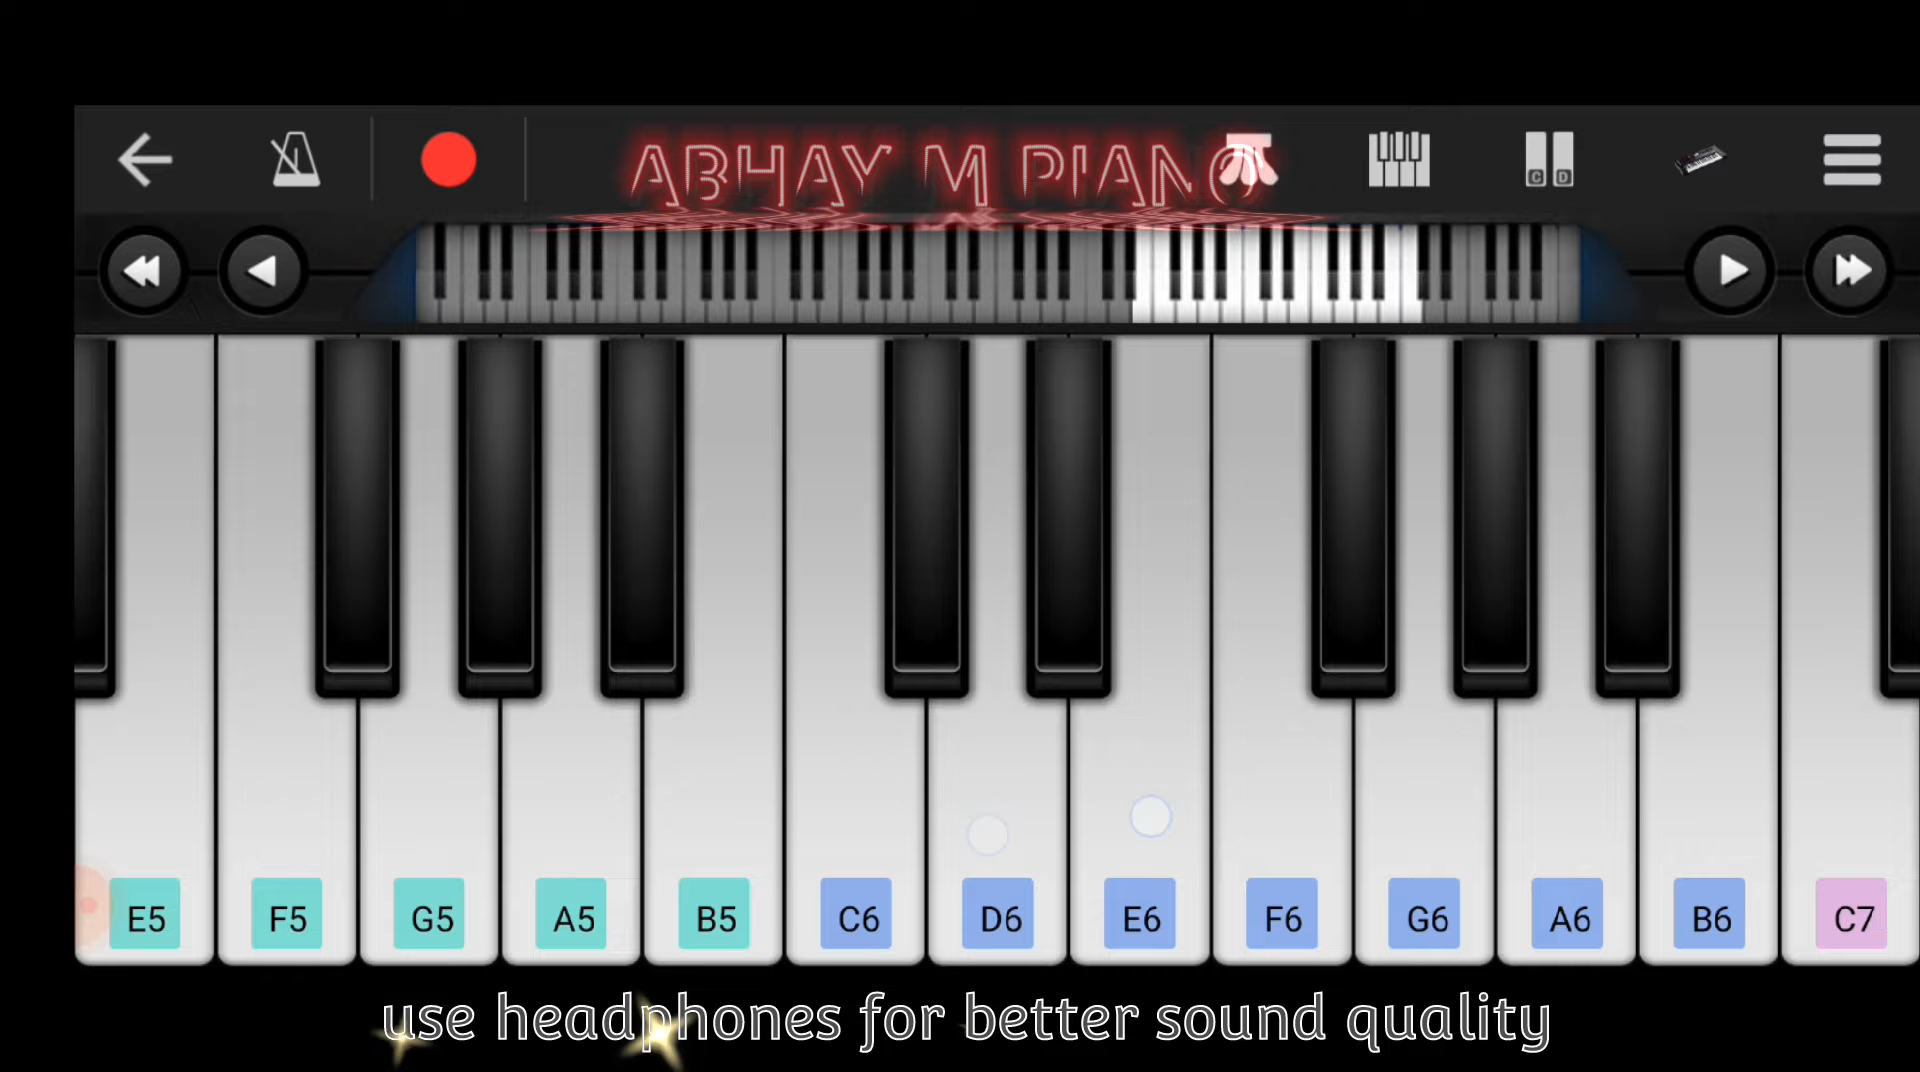 ABHAY M PIANO
C D
E5 F5 G5 A5 B5 C6 D6 E6 F6 G6 A6 B6 C7
use headphones for better sound quality